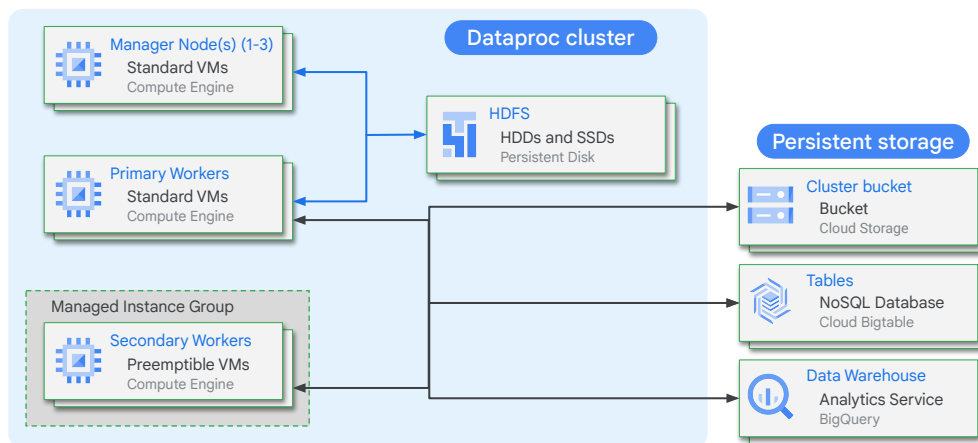 Dataproc cluster
Manager Node(s) (1-3)
Standard VMs
Compute Engine
HDFS
HDDs and SSDs
Persistent Disk
Primary Workers
Standard VMs
Compute Engine
Managed Instance Group
Secondary Workers
Preemptible VMs
Compute Engine
Persistent storage
Cluster bucket
Bucket
Cloud Storage
Tables
NoSQL Database
Cloud Bigtable
Data Warehouse
Analytics Service
BigQuery